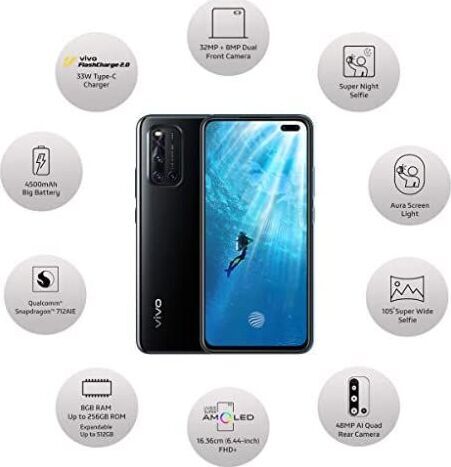 32MP + 8MP Dual
Front Camera
vivo
FlashCharge 2.0
33W Type-C
Charger
Super Night
Selfie
4500mAh
Big Battery
Aura Screen
Light
vivo
Qualcomm®
Snapdragon™ 712AIE
105° Super Wide
Selfie
8GB RAM
Up to 256GB ROM
Expandable
Up to 512GB
AMOLED
16.36cm (6.44-inch)
FHD+
48MP AI Quad
Rear Camera